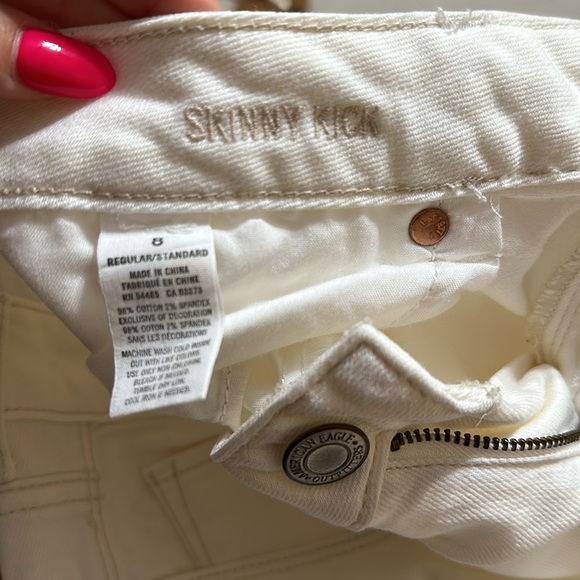 SKINNY KICK
8
REGULAR/STANDARD
MADE IN CHINA
FABRIQUÉ EN CHINE
RN 54485 CA 03573
98% COTTON 2% SPANDEX
EXCLUSIVE OF DECORATION
98% COTON 2% SPANDEX
SANS LES DÉCORATIONS
MACHINE WASH COLD INSIDE
OUT WITH LIKE COLORS.
USE ONLY NON-CHLORINE
BLEACH IF NEEDED.
TUMBLE DRY LOW.
COOL IRON IF NEEDED.
AMERICAN EAGLE
OUTFITTERS